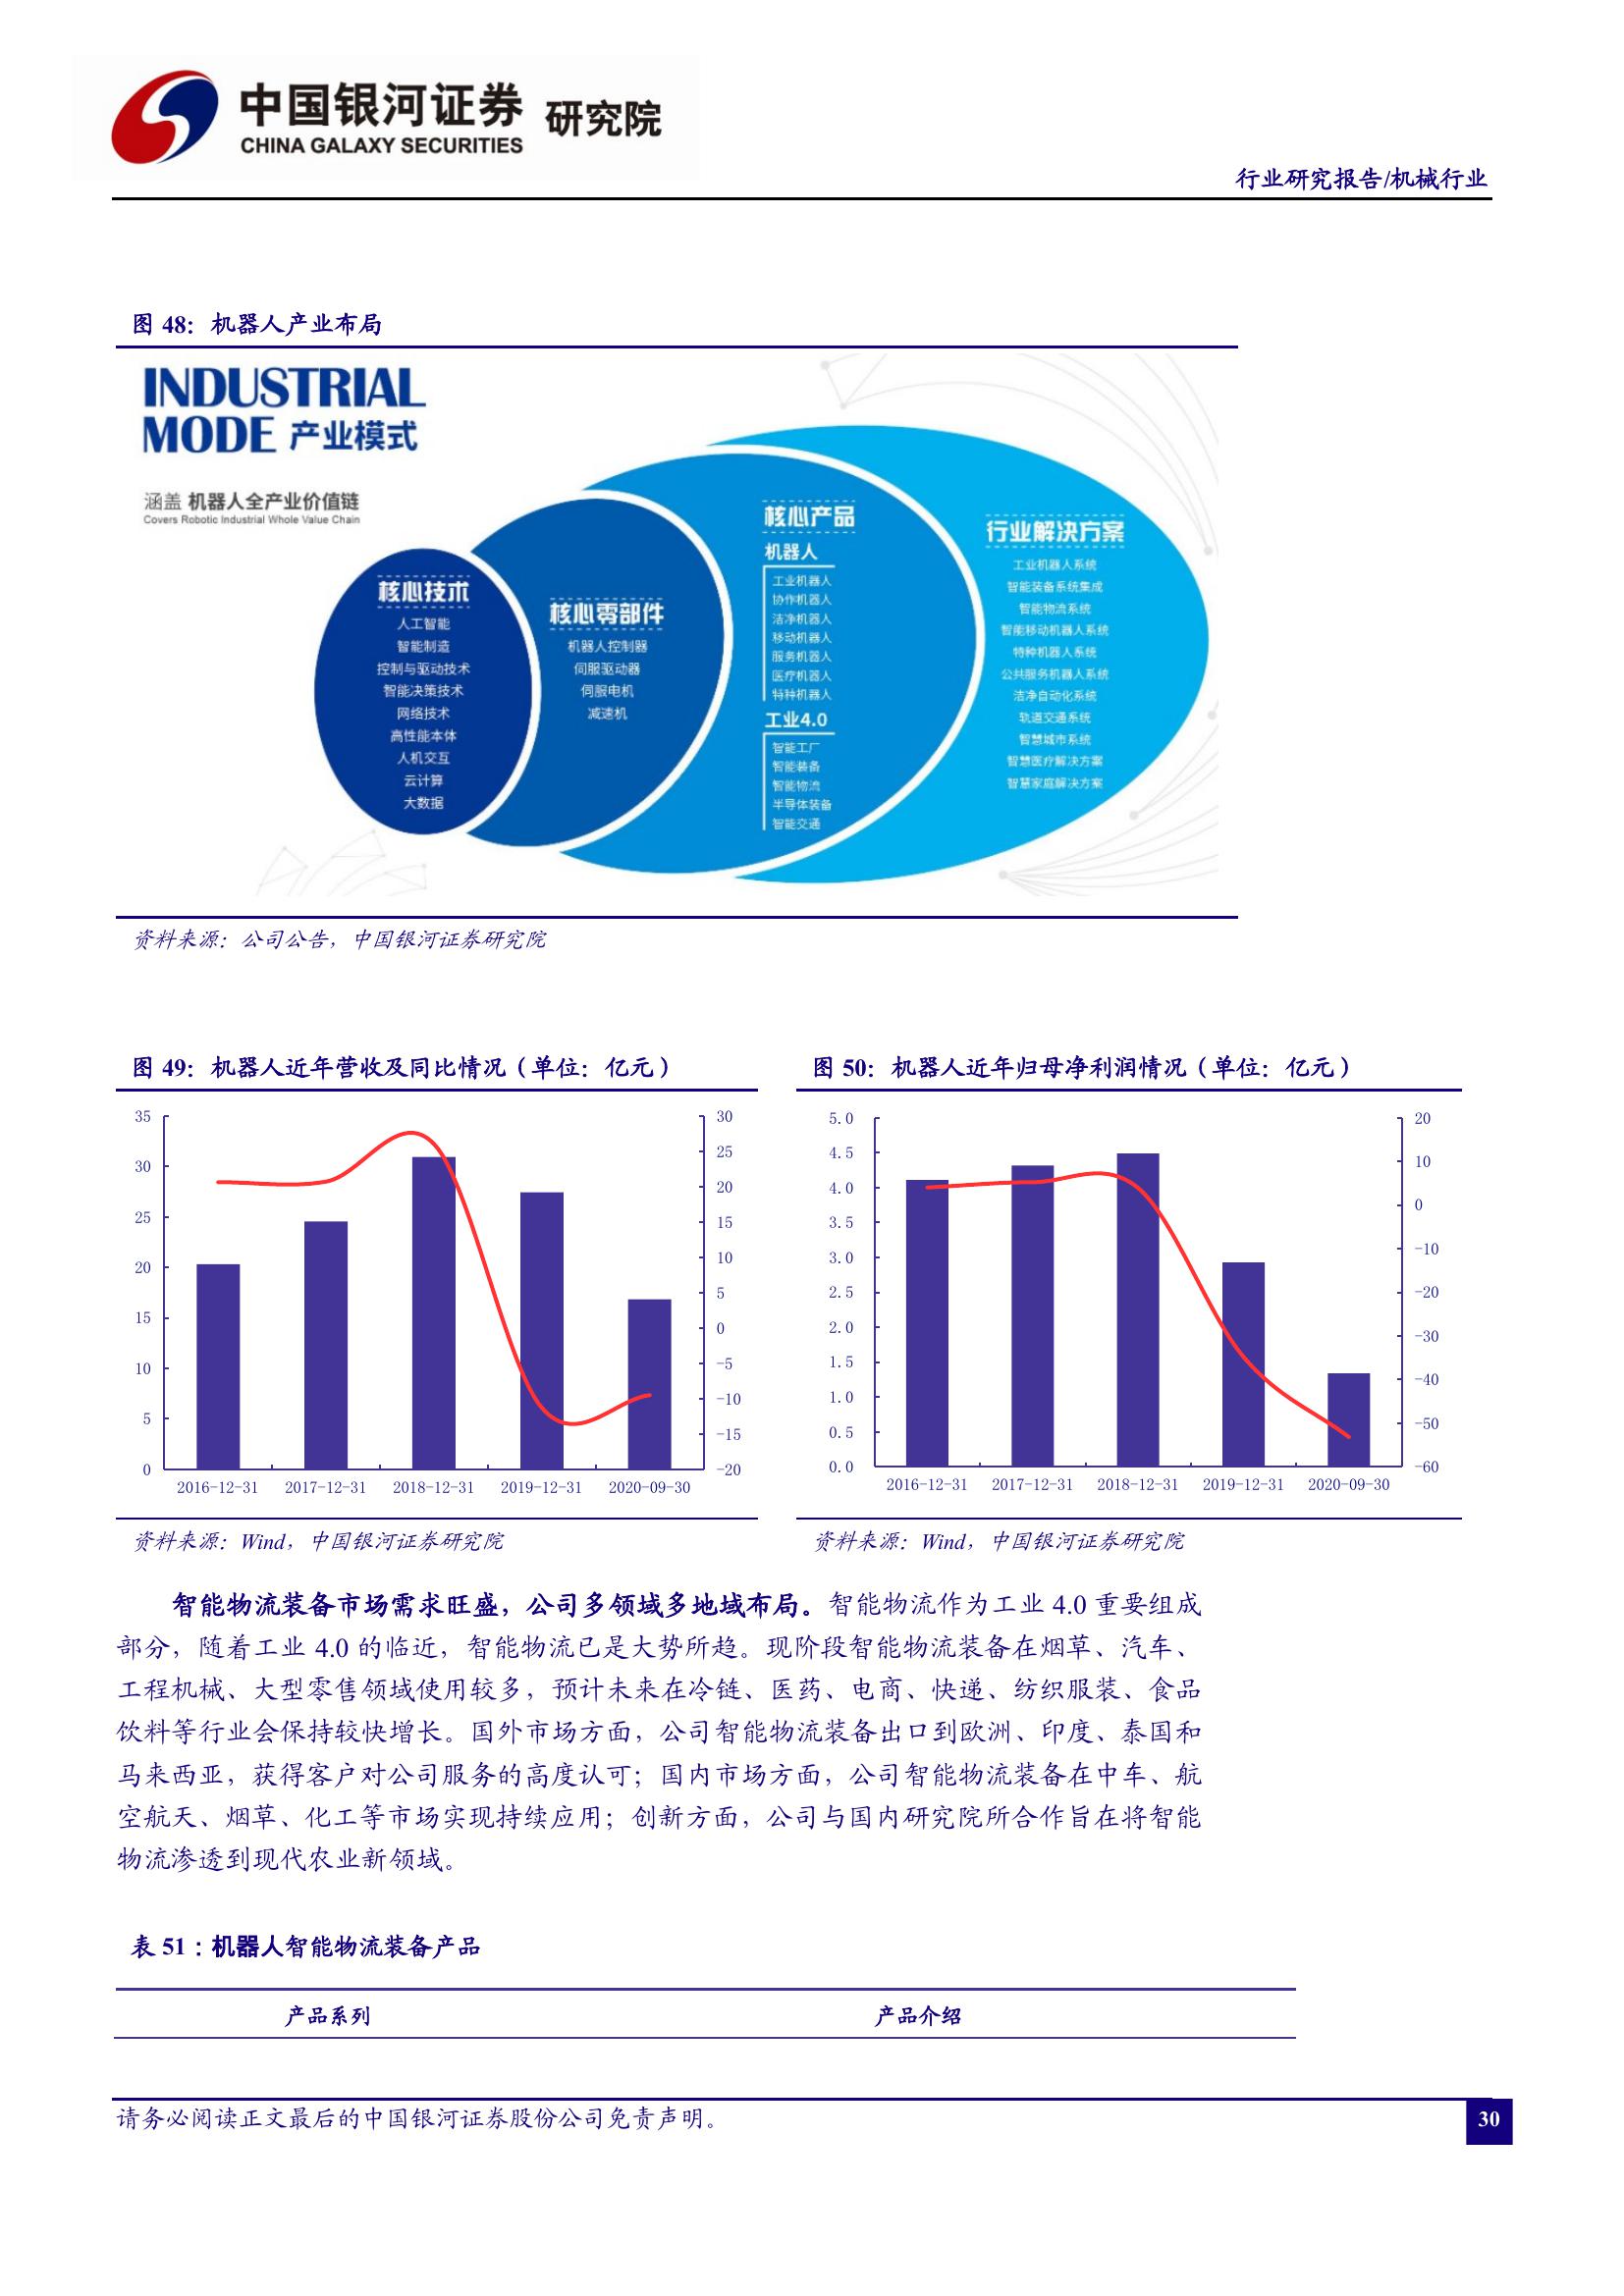 中国银河证券 研究院
CHINA GALAXY SECURITIES
行业研究报告/机械行业
图 48：机器人产业布局
INDUSTRIAL
MODE 产业模式
涵盖 机器人全产业价值链
Covers Robotic Industrial Whole Value Chain
核心技术
人工智能
智能制造
控制与驱动技术
智能决策技术
网络技术
高性能本体
人机交互
云计算
大数据
核心零部件
机器人控制器
伺服驱动器
伺服电机
减速机
核心产品
机器人
工业机器人
协作机器人
洁净机器人
移动机器人
服务机器人
医疗机器人
特种机器人
工业4.0
智能工厂
智能装备
智能物流
半导体装备
智能交通
行业解决方案
工业机器人系统
智能装备系统集成
智能物流系统
智能移动机器人系统
特种机器人系统
公共服务机器人系统
洁净自动化系统
轨道交通系统
智慧城市系统
智慧医疗解决方案
智慧家庭解决方案
资料来源：公司公告，中国银河证券研究院
图 49：机器人近年营收及同比情况（单位：亿元）
35
30
25
20
15
10
5
0
30
25
20
15
10
5
0
-5
-10
-15
-20
2016-12-31 2017-12-31 2018-12-31 2019-12-31 2020-09-30
资料来源：Wind，中国银河证券研究院
图 50：机器人近年归母净利润情况（单位：亿元）
5.0
4.5
4.0
3.5
3.0
2.5
2.0
1.5
1.0
0.5
0.0
20
10
0
-10
-20
-30
-40
-50
-60
2016-12-31 2017-12-31 2018-12-31 2019-12-31 2020-09-30
资料来源：Wind，中国银河证券研究院
智能物流装备市场需求旺盛，公司多领域多地域布局。智能物流作为工业 4.0 重要组成
部分，随着工业 4.0 的临近，智能物流已是大势所趋。现阶段智能物流装备在烟草、汽车、
工程机械、大型零售领域使用较多，预计未来在冷链、医药、电商、快递、纺织服装、食品
饮料等行业会保持较快增长。国外市场方面，公司智能物流装备出口到欧洲、印度、泰国和
马来西亚，获得客户对公司服务的高度认可；国内市场方面，公司智能物流装备在中车、航
空航天、烟草、化工等市场实现持续应用；创新方面，公司与国内研究院所合作旨在将智能
物流渗透到现代农业新领域。
表 51：机器人智能物流装备产品
产品系列 产品介绍
请务必阅读正文最后的中国银河证券股份公司免责声明。
30